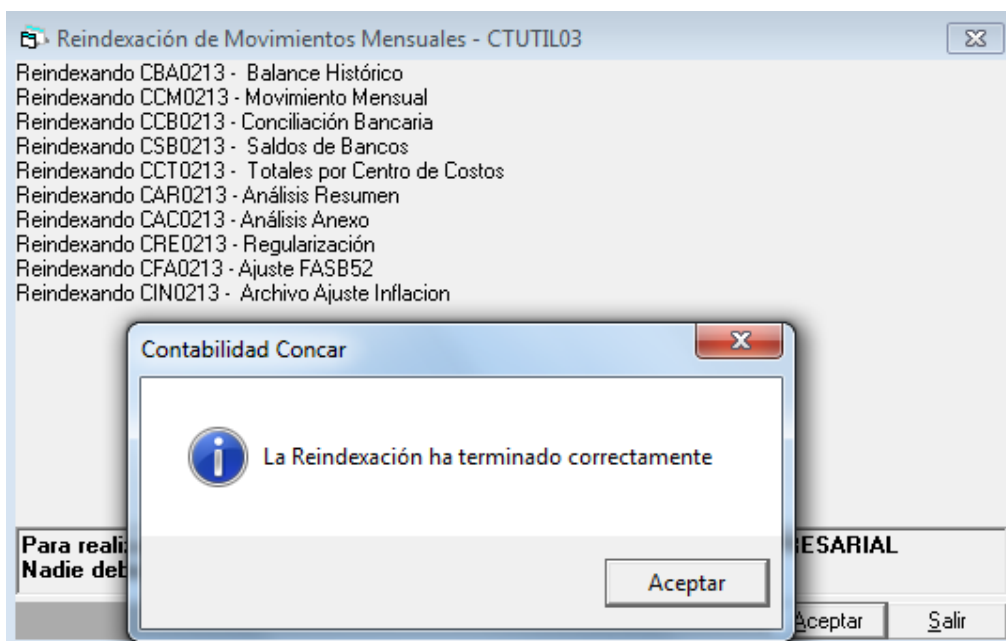 Reindexación de Movimientos Mensuales - CTUTIL03
Reindexando CBA0213 - Balance Histórico
Reindexando CCM0213 - Movimiento Mensual
Reindexando CCB0213 - Conciliación Bancaria
Reindexando CSB0213 - Saldos de Bancos
Reindexando CCT0213 - Totales por Centro de Costos
Reindexando CAR0213 - Análisis Resumen
Reindexando CAC0213 - Análisis Anexo
Reindexando CRE0213 - Regularización
Reindexando CFA0213 - Ajuste FASB52
Reindexando CIN0213 - Archivo Ajuste Inflacion
Contabilidad Concar
La Reindexación ha terminado correctamente
Aceptar
Para reali ESARIAL
Nadie deb
Aceptar Salir